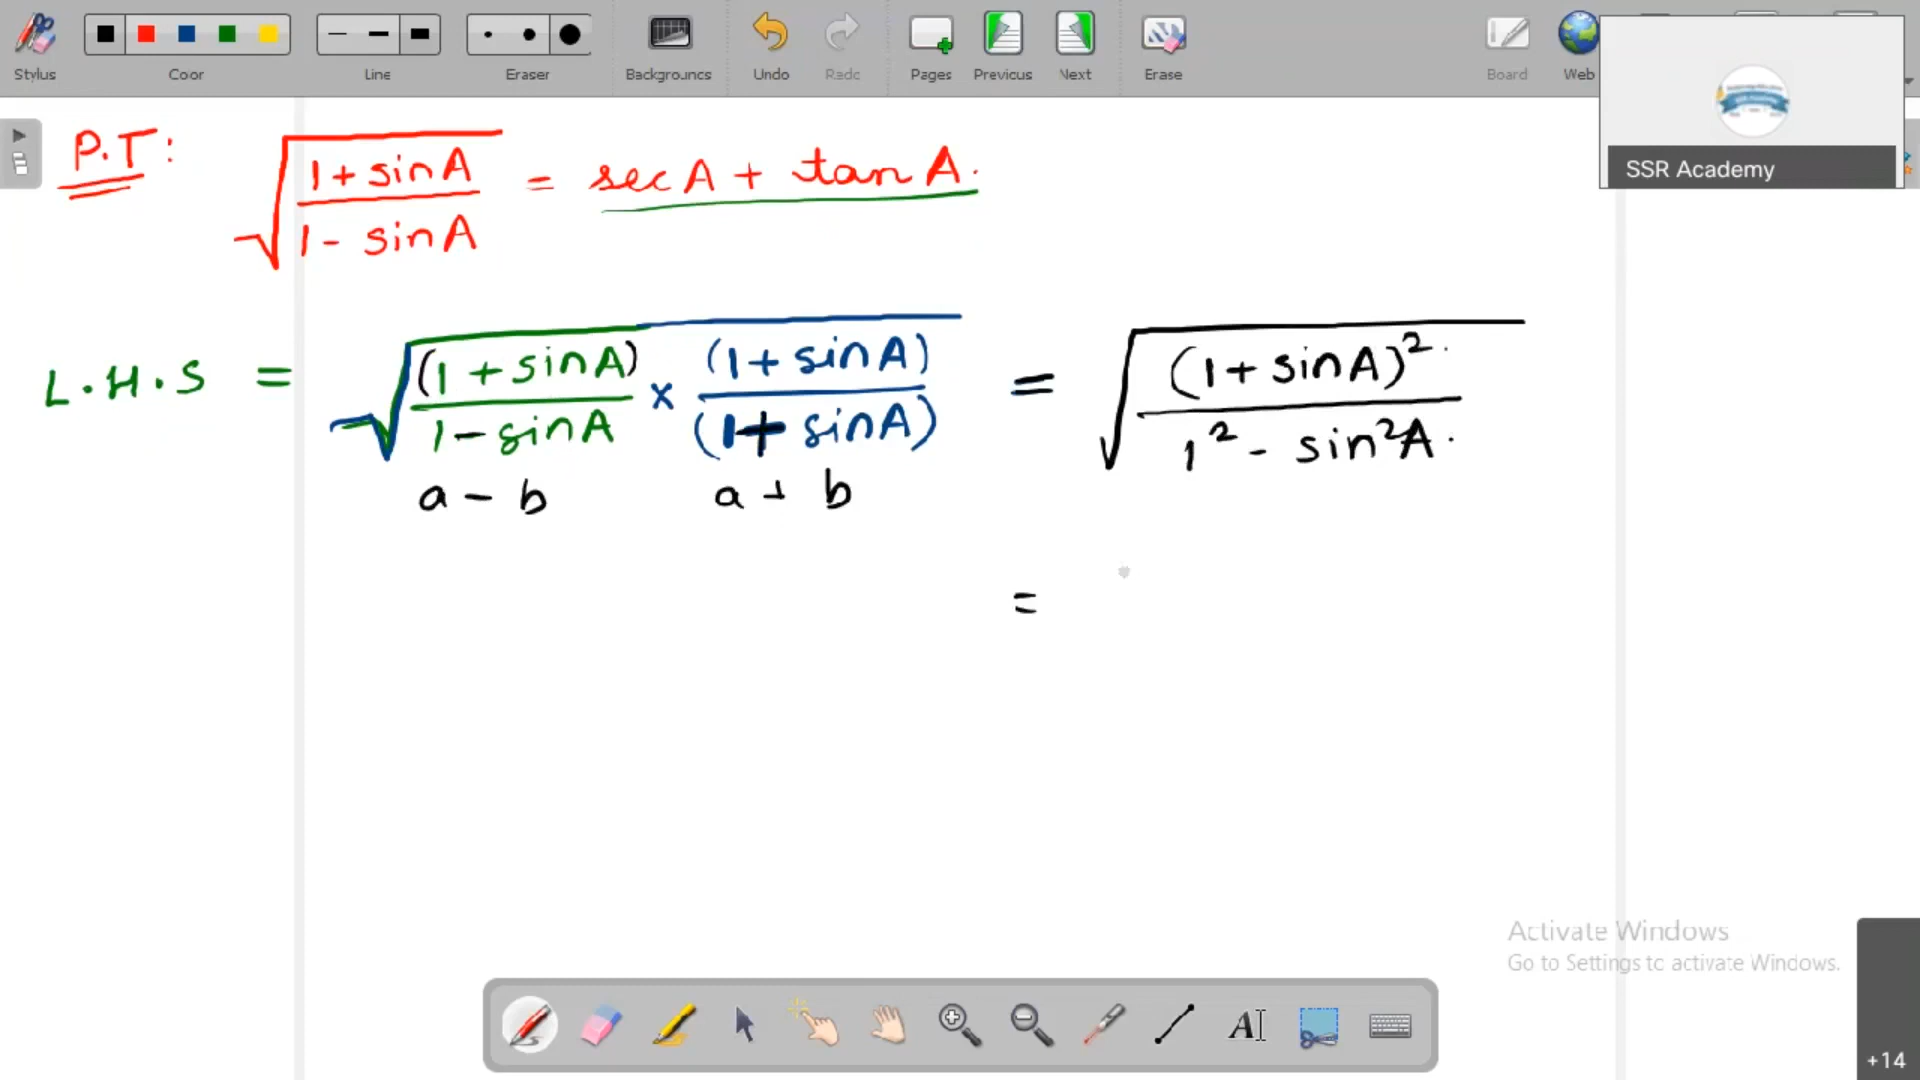 Stylus Color Line Eraser Backgrounds Undo Redo Pages Previous Next Erase Board Web
SSR Academy
P.T: √((1+sinA)/(1-sinA)) = secA + tanA.
L.H.S = √((1+sinA)/(1-sinA) × (1+sinA)/(1+sinA)) = √((1+sinA)²/(1²-sin²A.))
a - b a + b
=
Activate Windows
Go to Settings to activate Windows.
+14